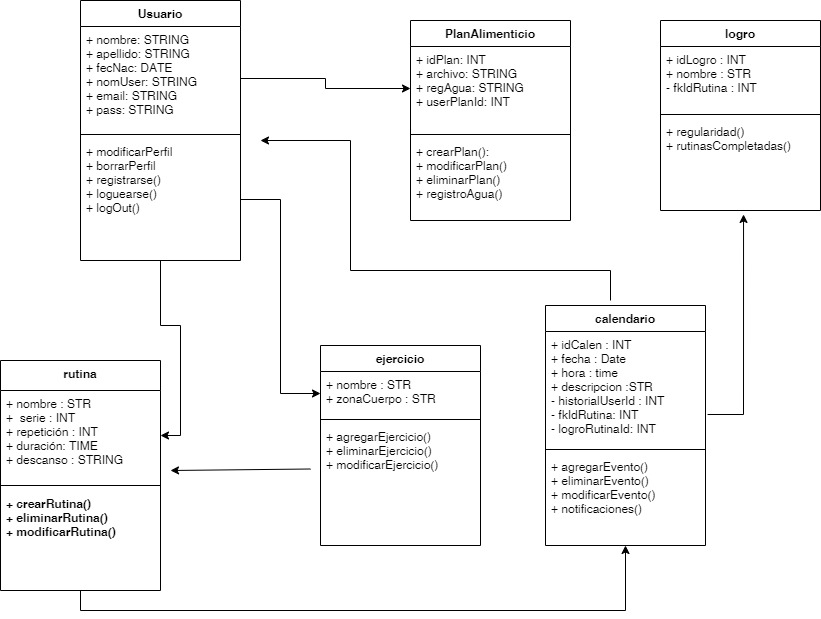 Usuario
+ nombre: STRING
+ apellido: STRING
+ fecNac: DATE
+ nomUser: STRING
+ email: STRING
+ pass: STRING
+ modificarPerfil
+ borrarPerfil
+ registrarse()
+ loguearse()
+ logOut()
PlanAlimenticio
+ idPlan: INT
+ archivo: STRING
+ regAgua: STRING
+ userPlanId: INT
+ crearPlan():
+ modificarPlan()
+ eliminarPlan()
+ registroAgua()
logro
+ idLogro : INT
+ nombre : STR
- fkIdRutina : INT
+ regularidad()
+ rutinasCompletadas()
rutina
+ nombre : STR
+ serie : INT
+ repetición : INT
+ duración: TIME
+ descanso : STRING
+ crearRutina()
+ eliminarRutina()
+ modificarRutina()
ejercicio
+ nombre : STR
+ zonaCuerpo : STR
+ agregarEjercicio()
+ eliminarEjercicio()
+ modificarEjercicio()
calendario
+ idCalen : INT
+ fecha : Date
+ hora : time
+ descripcion :STR
- historialUserId : INT
- fkIdRutina: INT
- logroRutinaId: INT
+ agregarEvento()
+ eliminarEvento()
+ modificarEvento()
+ notificaciones()